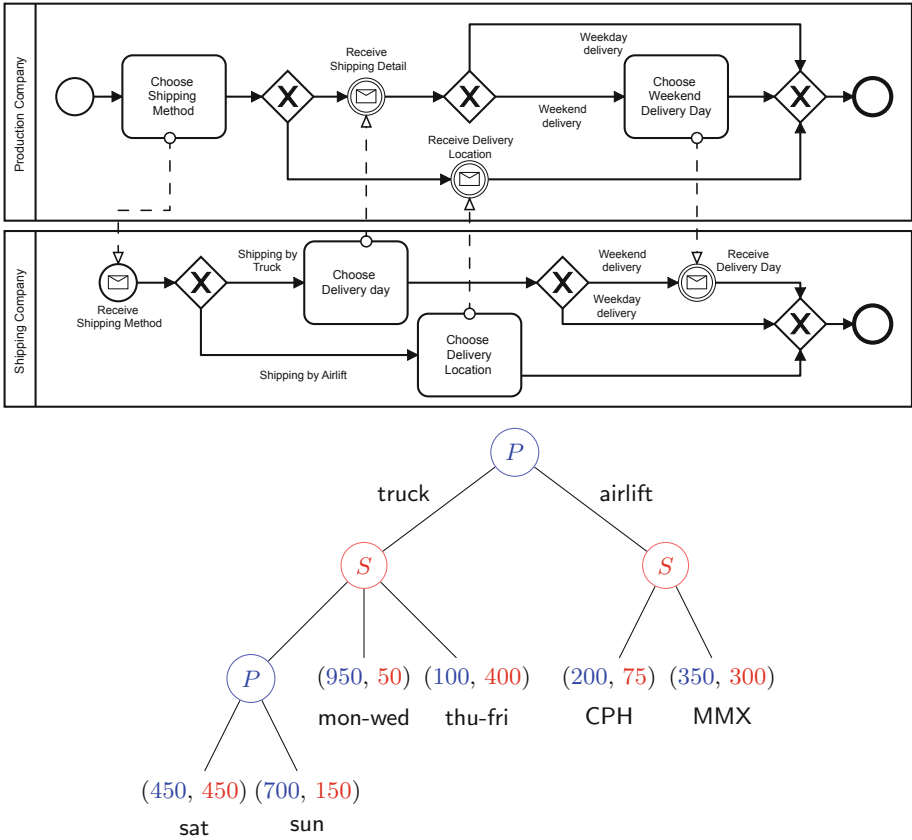 Production Company
Choose
Shipping
Method
X
Receive
Shipping Detail
X
Weekday
delivery
Weekend
delivery
Choose
Weekend
Delivery Day
X
Receive Delivery
Location
Shipping Company
Receive
Shipping Method
X
Shipping by
Truck
Choose
Delivery day
X
Weekend
delivery
Weekday
delivery
Receive
Delivery Day
X
Shipping by Airlift
Choose
Delivery
Location
P
truck
airlift
S
S
P
(950, 50) (100, 400) (200, 75) (350, 300)
mon-wed thu-fri CPH MMX
(450, 450) (700, 150)
sat sun